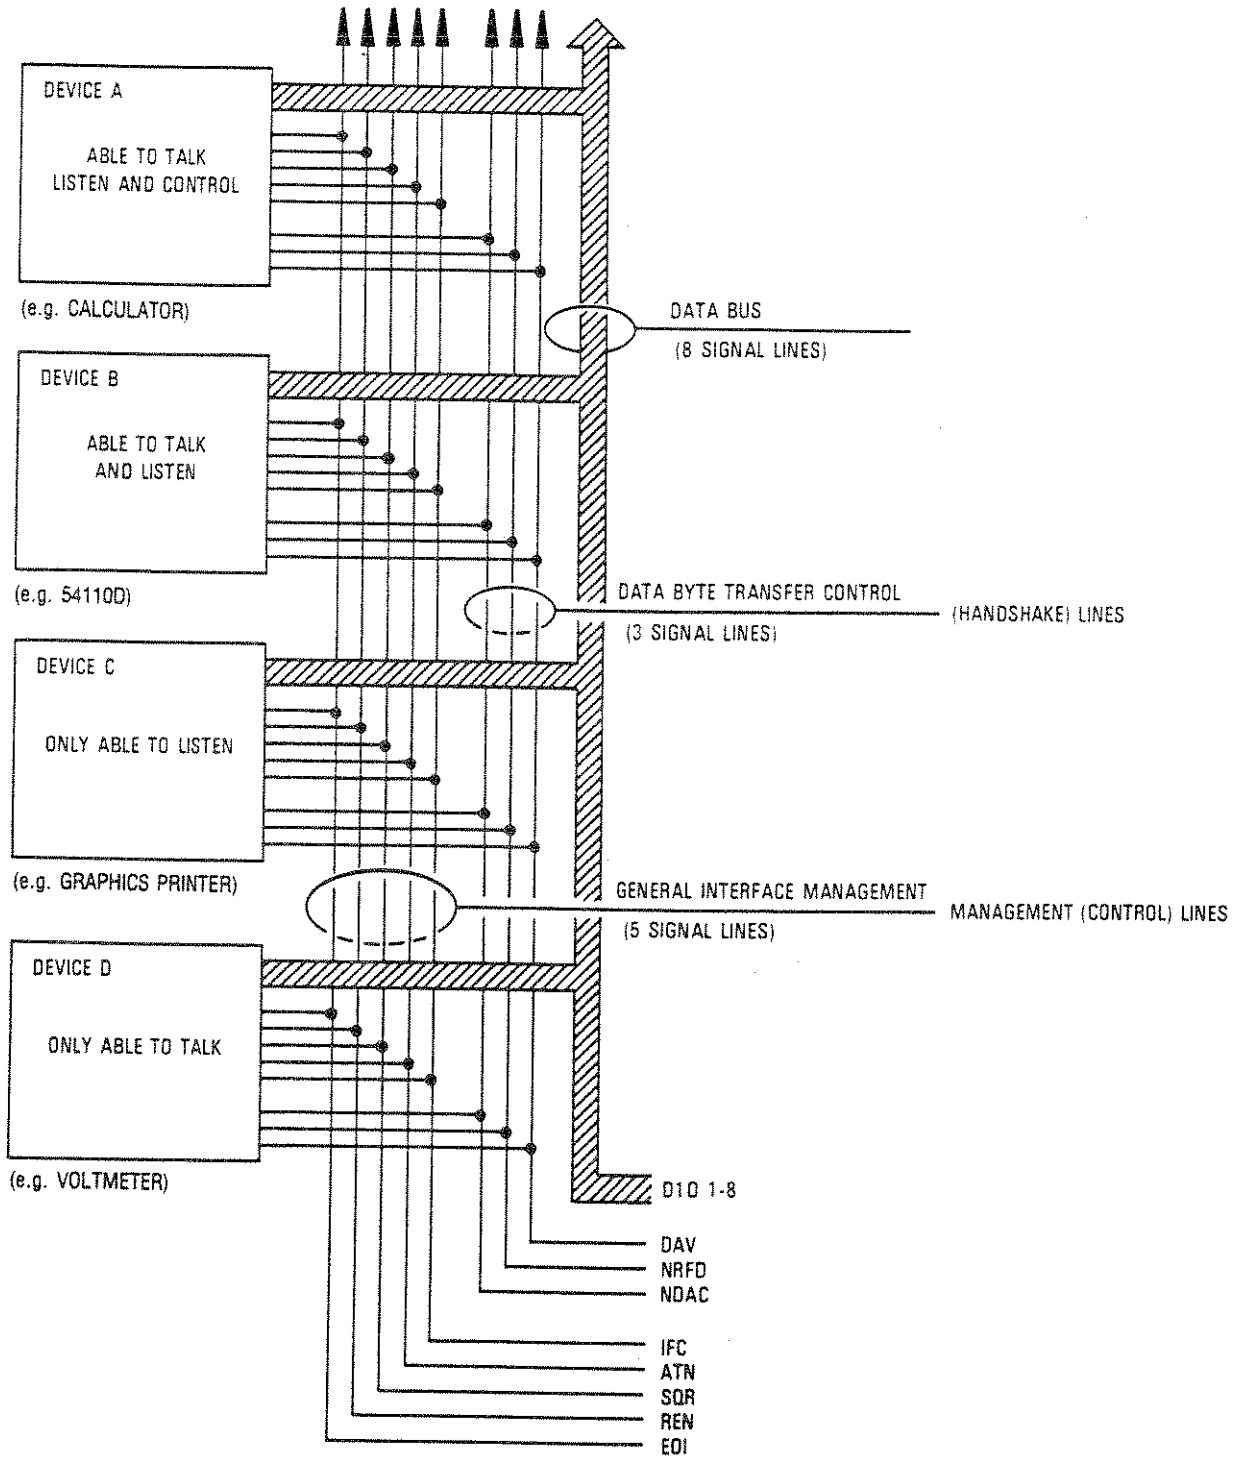 DEVICE A
ABLE TO TALK
LISTEN AND CONTROL
(e.g. CALCULATOR)
DATA BUS
(8 SIGNAL LINES)
DEVICE B
ABLE TO TALK
AND LISTEN
(e.g. 54110D)
DATA BYTE TRANSFER CONTROL
(HANDSHAKE) LINES
(3 SIGNAL LINES)
DEVICE C
ONLY ABLE TO LISTEN
(e.g. GRAPHICS PRINTER)
GENERAL INTERFACE MANAGEMENT
MANAGEMENT (CONTROL) LINES
(5 SIGNAL LINES)
DEVICE D
ONLY ABLE TO TALK
(e.g. VOLTMETER)
D10 1-8
DAV
NRFD
NDAC
IFC
ATN
SQR
REN
EOI